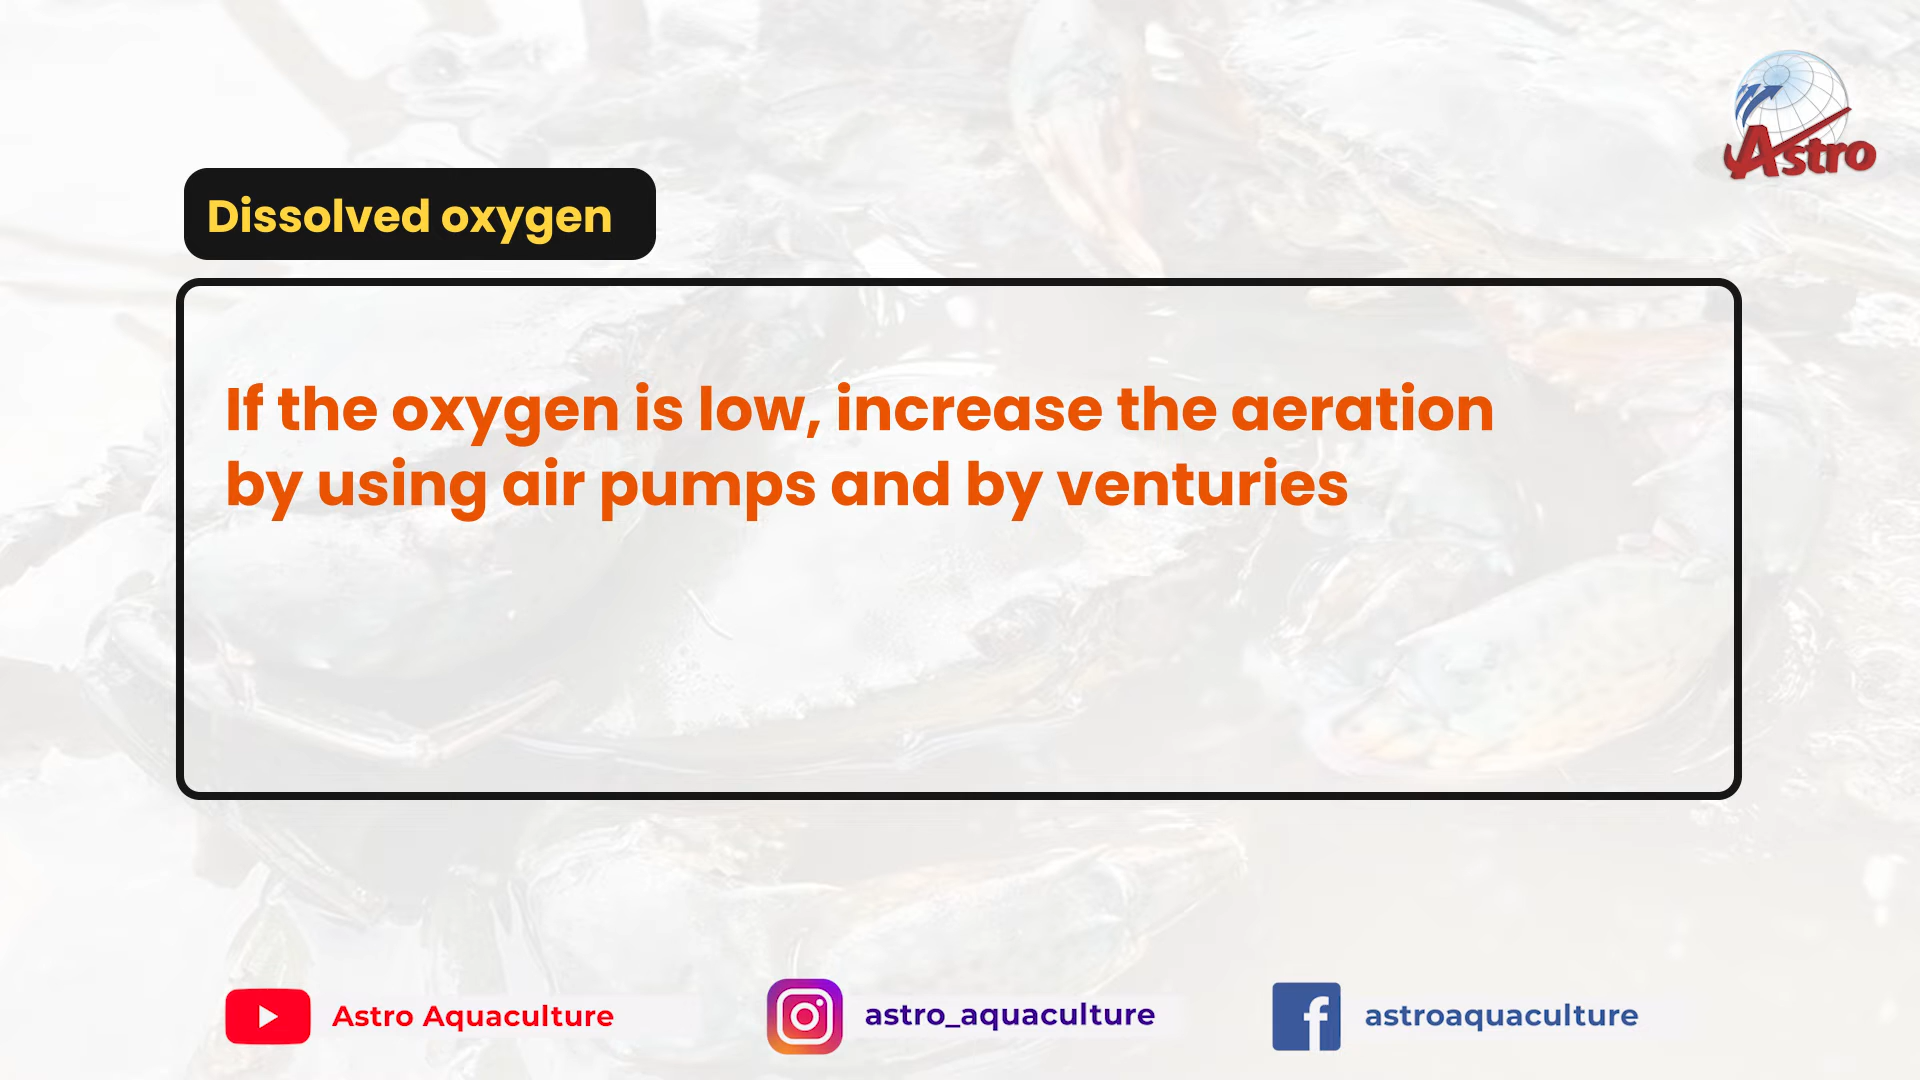 Astro
Dissolved oxygen
If the oxygen is low, increase the aeration
by using air pumps and by venturies
Astro Aquaculture
astro_aquaculture
astroaquaculture